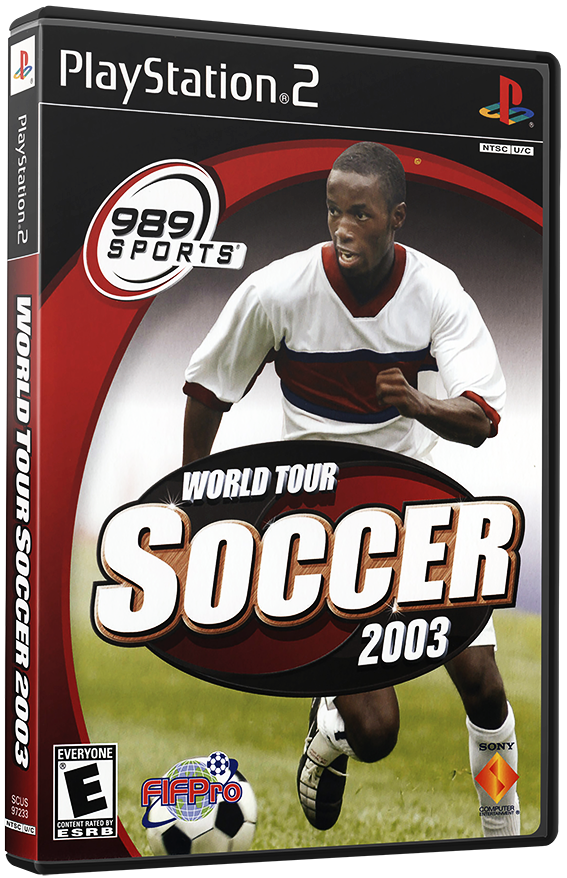 PlayStation®2
NTSC U/C
989
SPORTS®
WORLD TOUR
SOCCER
2003
EVERYONE
E
CONTENT RATED BY
ESRB
FIFPro
SONY
COMPUTER
ENTERTAINMENT®
PlayStation®2
WORLD TOUR SOCCER 2003
SCUS
97233
NTSC U/C